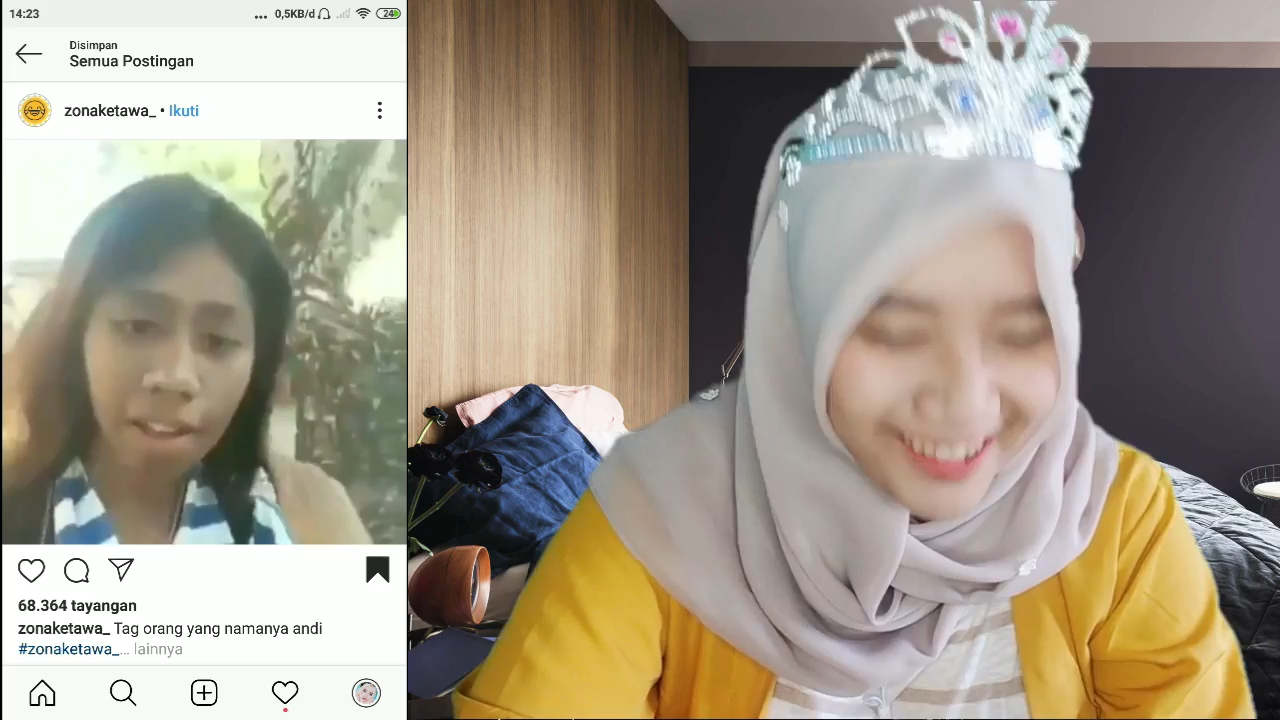 14:23 ... 0,5KB/d 24
Disimpan
Semua Postingan
zonaketawa_ • Ikuti
68.364 tayangan
zonaketawa_ Tag orang yang namanya andi
#zonaketawa_... lainnya